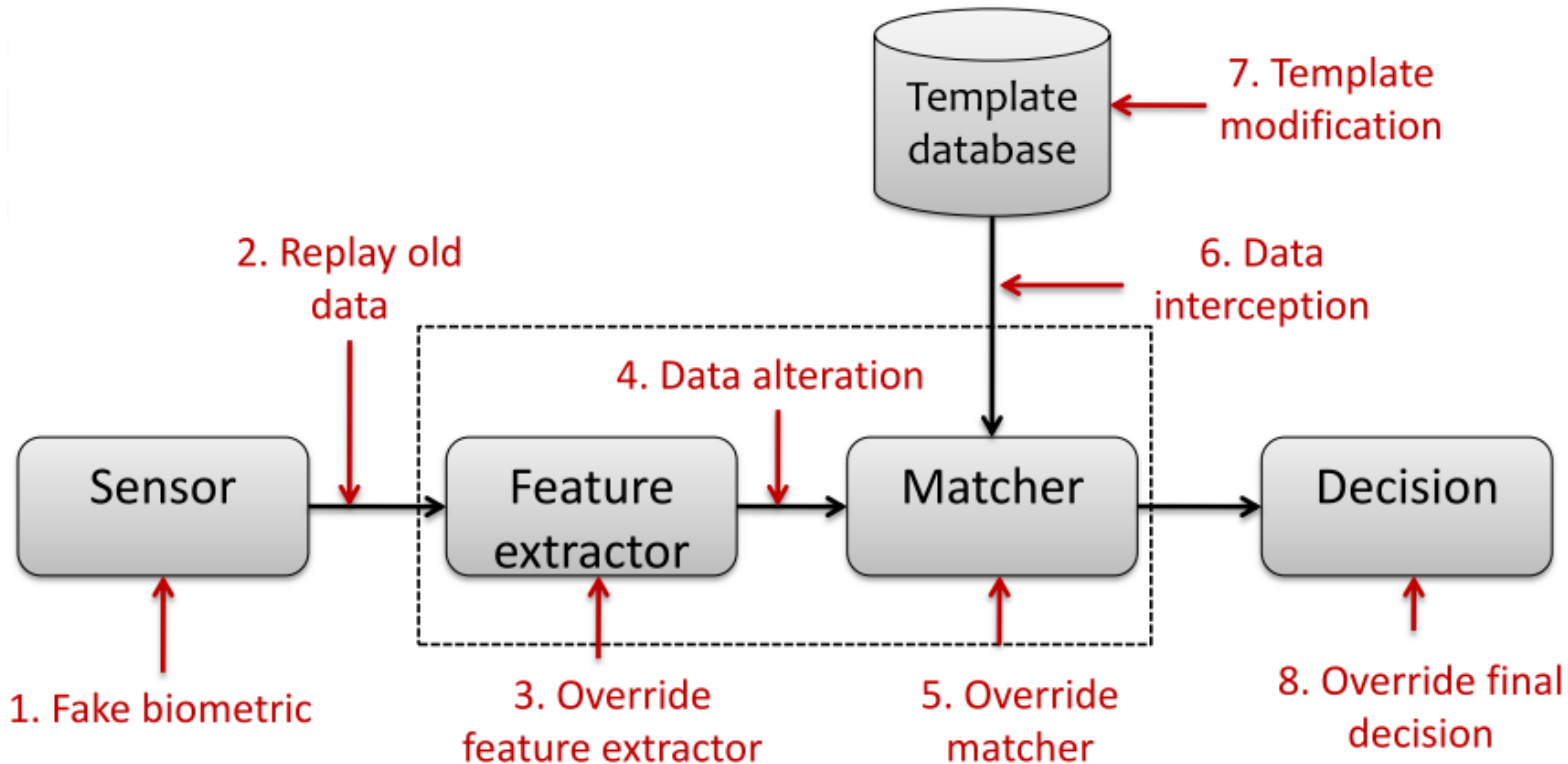 Template
database
7. Template
modification
2. Replay old
data
6. Data
interception
4. Data alteration
Sensor
Feature
extractor
Matcher
Decision
1. Fake biometric
3. Override
feature extractor
5. Override
matcher
8. Override final
decision